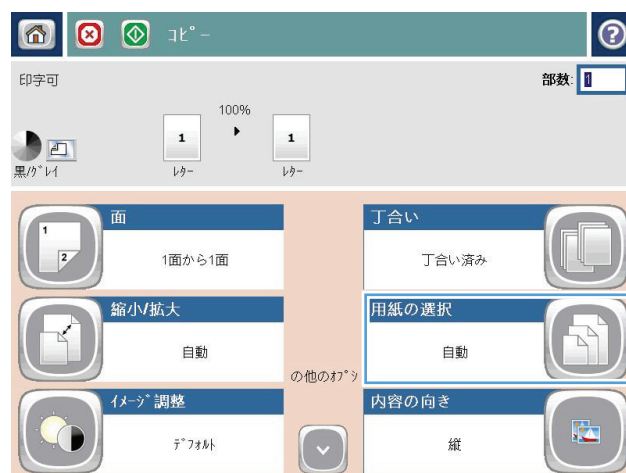 ｺﾋﾟｰ
印字可
部数: 1
100%
1
1
黒/ｸﾞﾚｲ
ﾚﾀｰ
ﾚﾀｰ
面
1
2
1面から1面
丁合い
丁合い済み
縮小/拡大
自動
用紙の選択
自動
の他のｵﾌﾟｼ
ｲﾒｰｼﾞ調整
ﾃﾞﾌｫﾙﾄ
内容の向き
縦